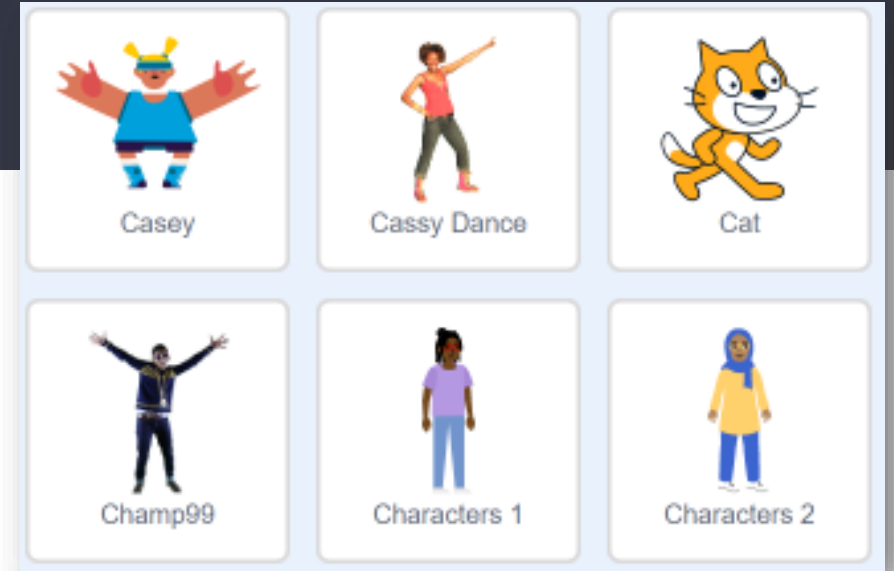 Casey
Cassy Dance
Cat
Champ99
Characters 1
Characters 2